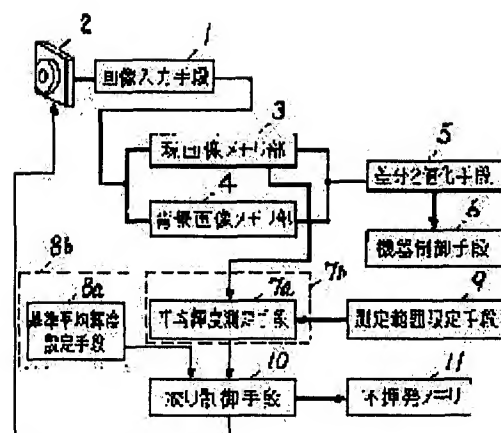 2
1
画像入力手段
3
現画像メモリ部
4
背景画像メモリ部
5
差分2値化手段
6
機器制御手段
8b
8a
基準平均輝度
設定手段
7b
7a
平均輝度測定手段
9
測定範囲設定手段
10
絞り制御手段
11
不揮発メモリ